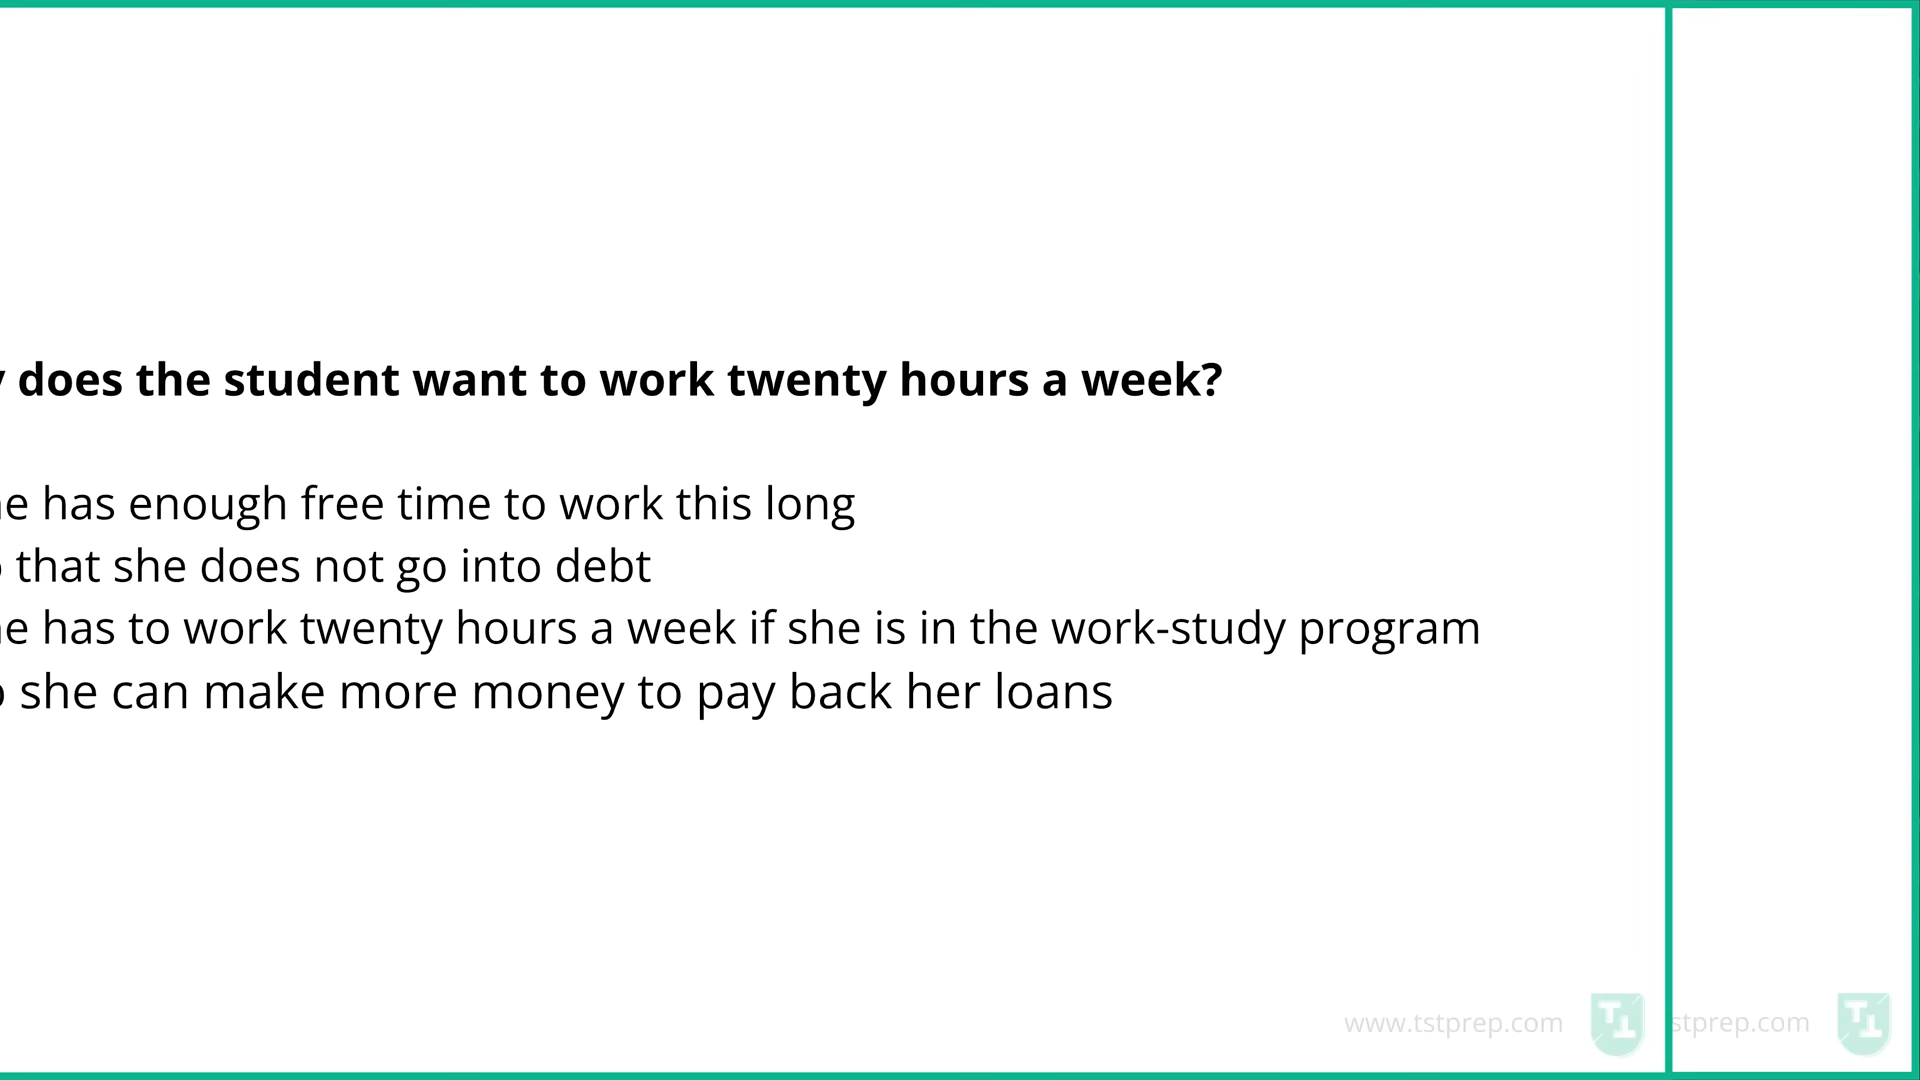 does the student want to work twenty hours a week?
has enough free time to work this long
that she does not go into debt
has to work twenty hours a week if she is in the work-study program
she can make more money to pay back her loans
www.tstprep.com
stprep.com